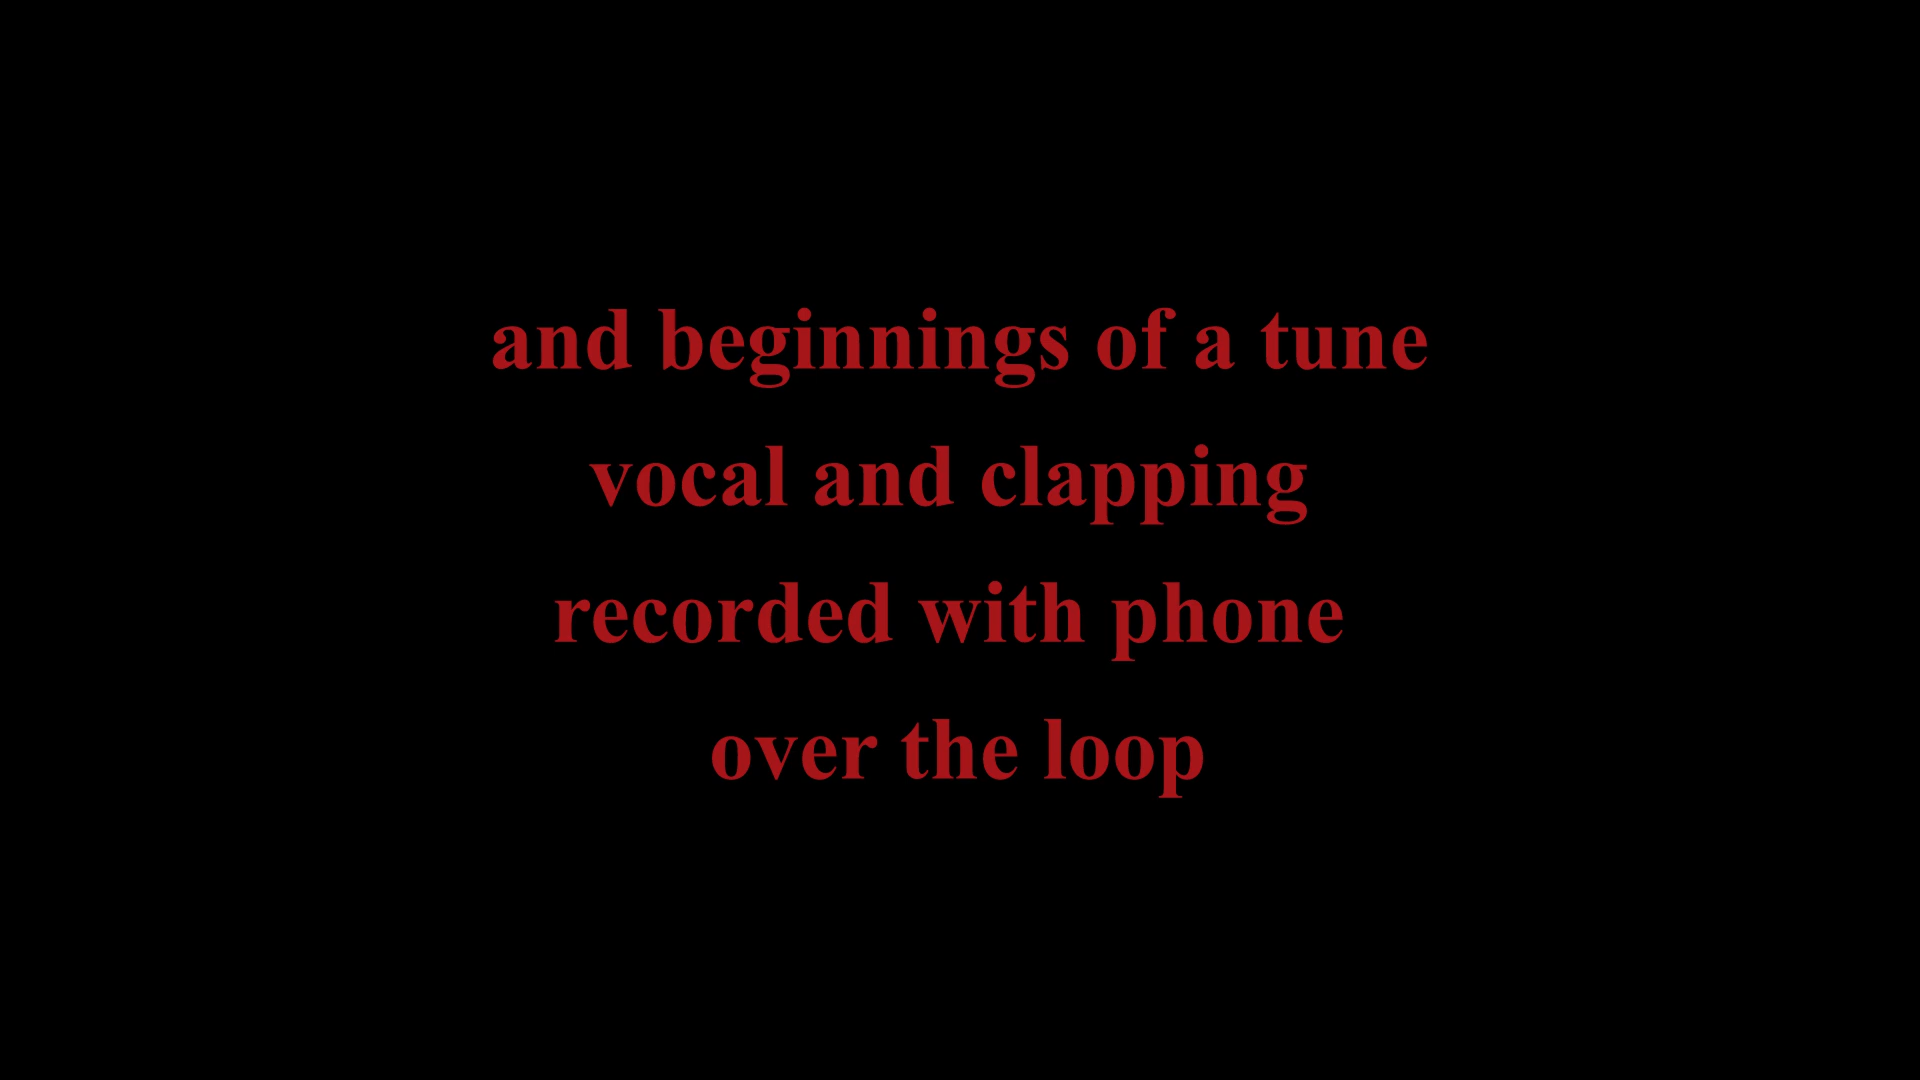 and beginnings of a tune
vocal and clapping
recorded with phone
over the loop